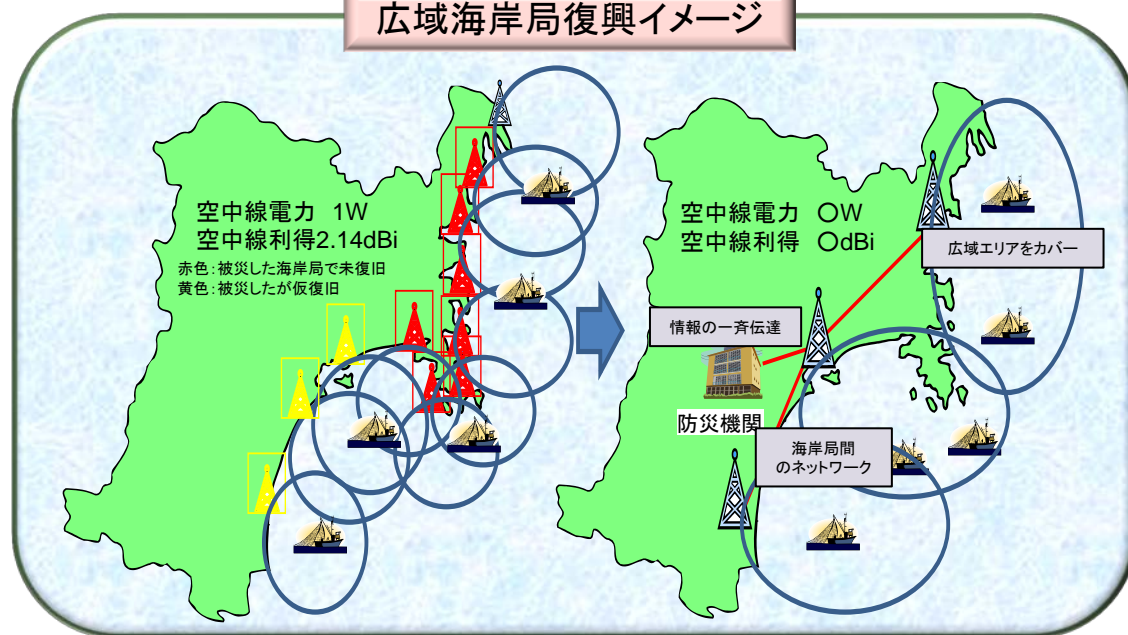 広域海岸局復興イメージ
空中線電力 1W
空中線利得2.14dBi
赤色:被災した海岸局で未復旧
黄色:被災したが仮復旧
空中線電力 〇W
空中線利得 〇dBi
広域エリアをカバー
情報の一斉伝達
防災機関
海岸局間
のネットワーク